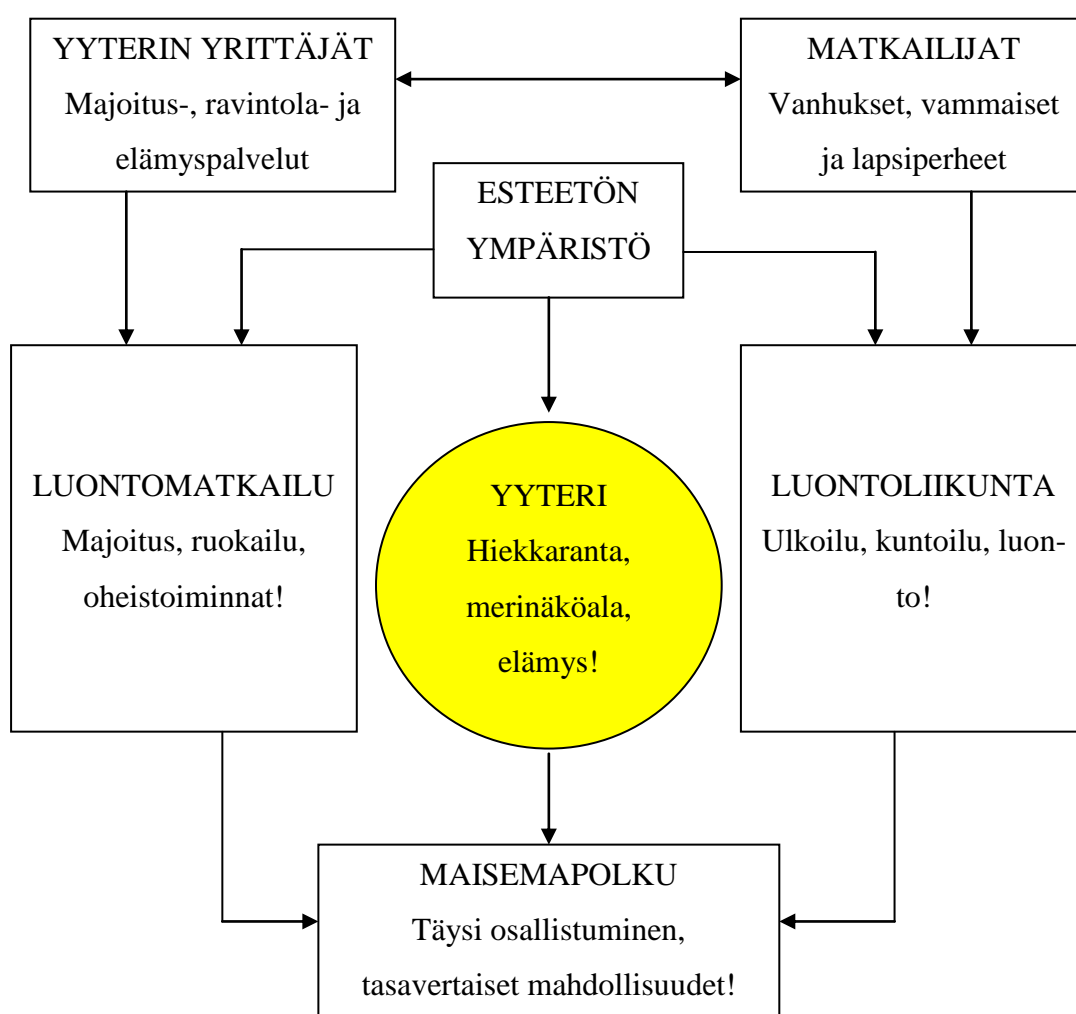 YYTERIN YRITTÄJÄT
Majoitus-, ravintola- ja
elämyspalvelut
MATKAILIJAT
Vanhukset, vammaiset
ja lapsiperheet
ESTEETÖN
YMPÄRISTÖ
LUONTOMATKAILU
Majoitus, ruokailu,
oheistoiminnat!
YYTERI
Hiekkaranta,
merinäköala,
elämys!
LUONTOLIIKUNTA
Ulkoilu, kuntoilu, luon-
to!
MAISEMAPOLKU
Täysi osallistuminen,
tasavertaiset mahdollisuudet!